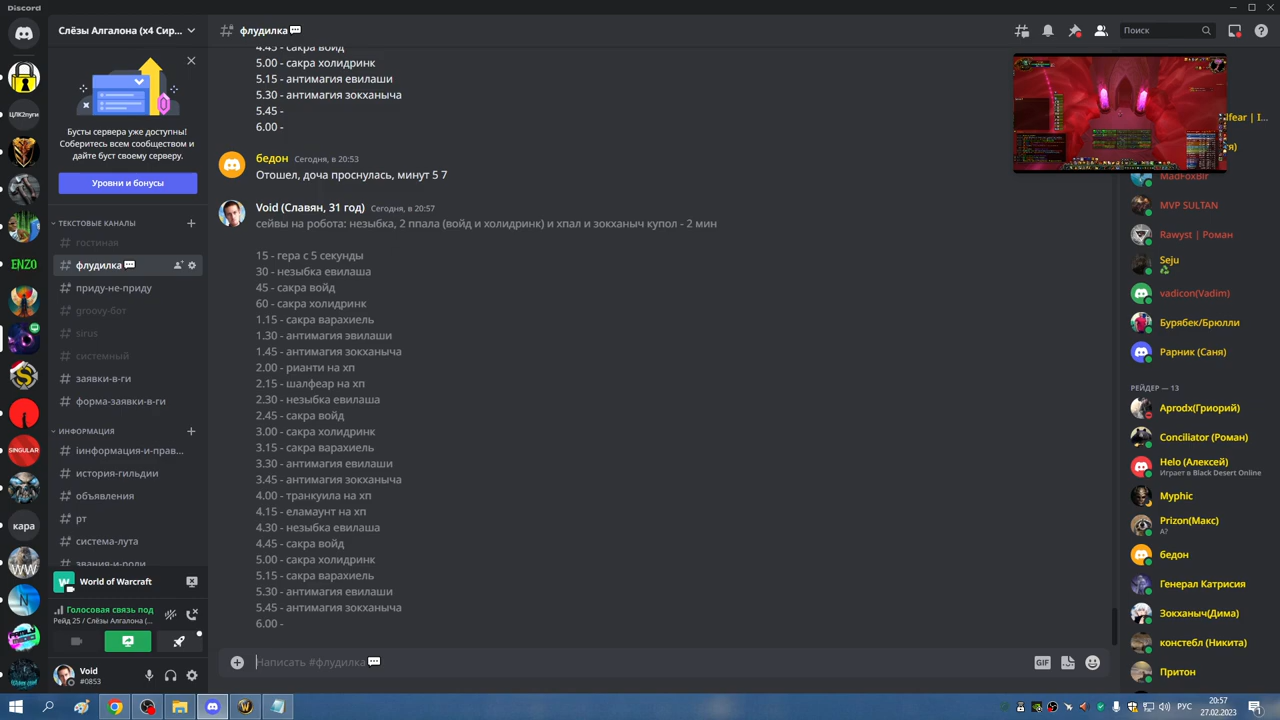 Discord
Слёзы Алгалона (x4 Сир...
флудилка
Поиск
Бусты сервера уже доступны!
Соберитесь всем сообществом и
дайте буст своему серверу.
Уровни и бонусы
ЦЛК2пуги
ENZO
SINGULAR
кара
ТЕКСТОВЫЕ КАНАЛЫ
гостиная
флудилка
приду-не-приду
groovy-бот
sirus
системный
заявки-в-ги
форма-заявки-в-ги
ИНФОРМАЦИЯ
іинформация-и-прав...
история-гильдии
объявления
рт
система-лута
звания-и-роли
World of Warcraft
Голосовая связь под
Рейд 25 / Слёзы Алгалона (...
Void
#0853
4.45 - сакра войд
5.00 - сакра холидринк
5.15 - антимагия евилаши
5.30 - антимагия зокханыча
5.45 -
6.00 -
бедон Сегодня, в 20:53
Отошел, доча проснулась, минут 5-7
Void (Славян, 31 год) Сегодня, в 20:57
сейвы на робота: незыбка, 2 ппала (войд и холидринк) и хпал и зокханыч купол - 2 мин
15 - гера с 5 секунды
30 - незыбка евилаша
45 - сакра войд
60 - сакра холидринк
1.15 - сакра варахиель
1.30 - антимагия эвилаши
1.45 - антимагия зокханыча
2.00 - рианти на хп
2.15 - шалфеар на хп
2.30 - незыбка евилаша
2.45 - сакра войд
3.00 - сакра холидринк
3.15 - сакра варахиель
3.30 - антимагия евилаши
3.45 - антимагия зокханыча
4.00 - транкуила на хп
4.15 - еламаунт на хп
4.30 - незыбка евилаша
4.45 - сакра войд
5.00 - сакра холидринк
5.15 - сакра варахиель
5.30 - антимагия евилаши
5.45 - антимагия зокханыча
6.00 -
Написать #флудилка
GIF
lfear | I...
я)
MadFoxBlr
MVP SULTAN
Rawyst | Роман
Seju
vadicon(Vadim)
Бурябек/Брюлли
Рарник (Саня)
РЕЙДЕР — 13
Aprodx(Гриорий)
Conciliator (Роман)
Helo (Алексей)
Играет в Black Desert Online
Myphic
Prizon(Макс)
А?
бедон
Генерал Катрисия
Зокханыч(Дима)
констебл (Никита)
Притон
РУС
20:57
27.02.2023